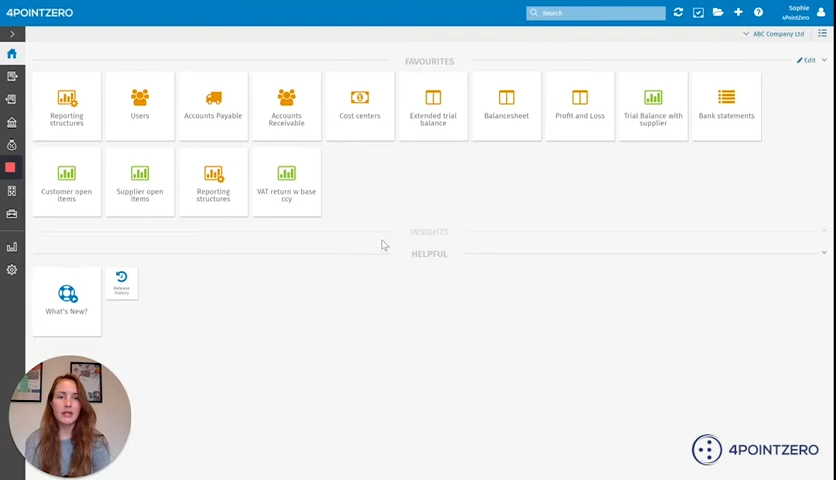 4POINTZERO
Search
Sophie
4PointZero
ABC Company Ltd
FAVOURITES
Edit
Reporting
structures
Users
Accounts Payable
Accounts
Receivable
Cost centers
Extended trial
balance
Balancesheet
Profit and Loss
Trial Balance with
supplier
Bank statements
Customer open
items
Supplier open
items
Reporting
structures
VAT return w base
ccy
INSIGHTS
HELPFUL
What's New?
Release
history
4POINTZERO